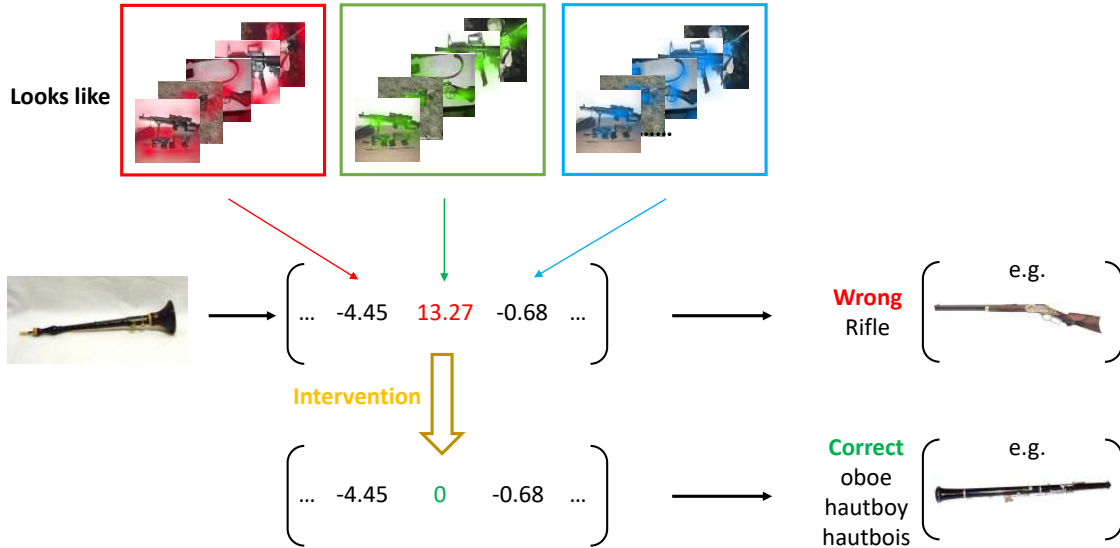 Looks like
.......
... -4.45 13.27 -0.68 ...
Wrong
Rifle
e.g.
Intervention
... -4.45 0 -0.68 ...
Correct
oboe
hautboy
hautbois
e.g.